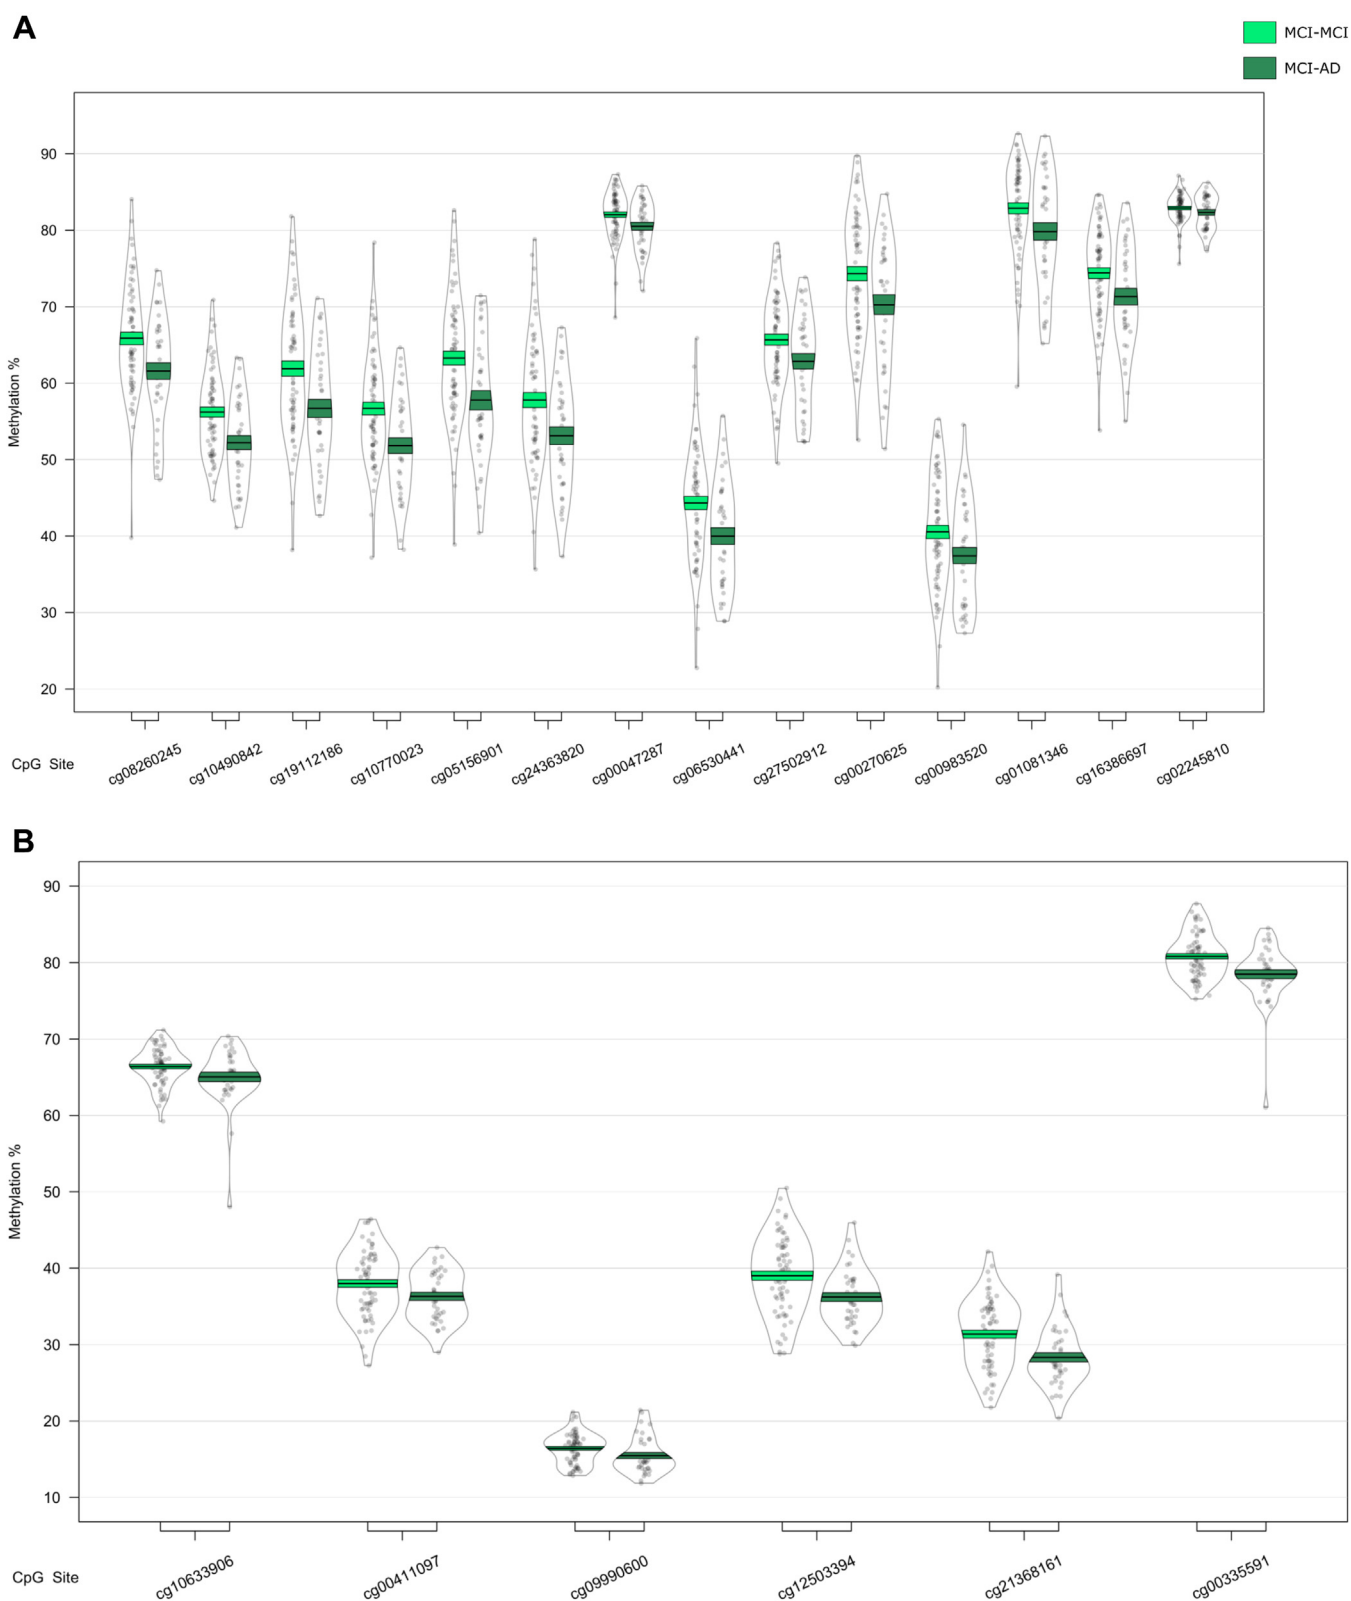 A
MCI-MCI
MCI-AD
90
80
70
60
50
40
30
20
Methylation %
CpG Site
cg08260245
cg10490842
cg19112186
cg10770023
cg05156901
cg24363820
cg00047287
cg06530441
cg27502912
cg00270625
cg00983520
cg01081346
cg16386697
cg02245810
B
90
80
70
60
50
40
30
20
10
Methylation %
CpG Site
cg10633906
cg00411097
cg09990600
cg12503394
cg21368161
cg00335591